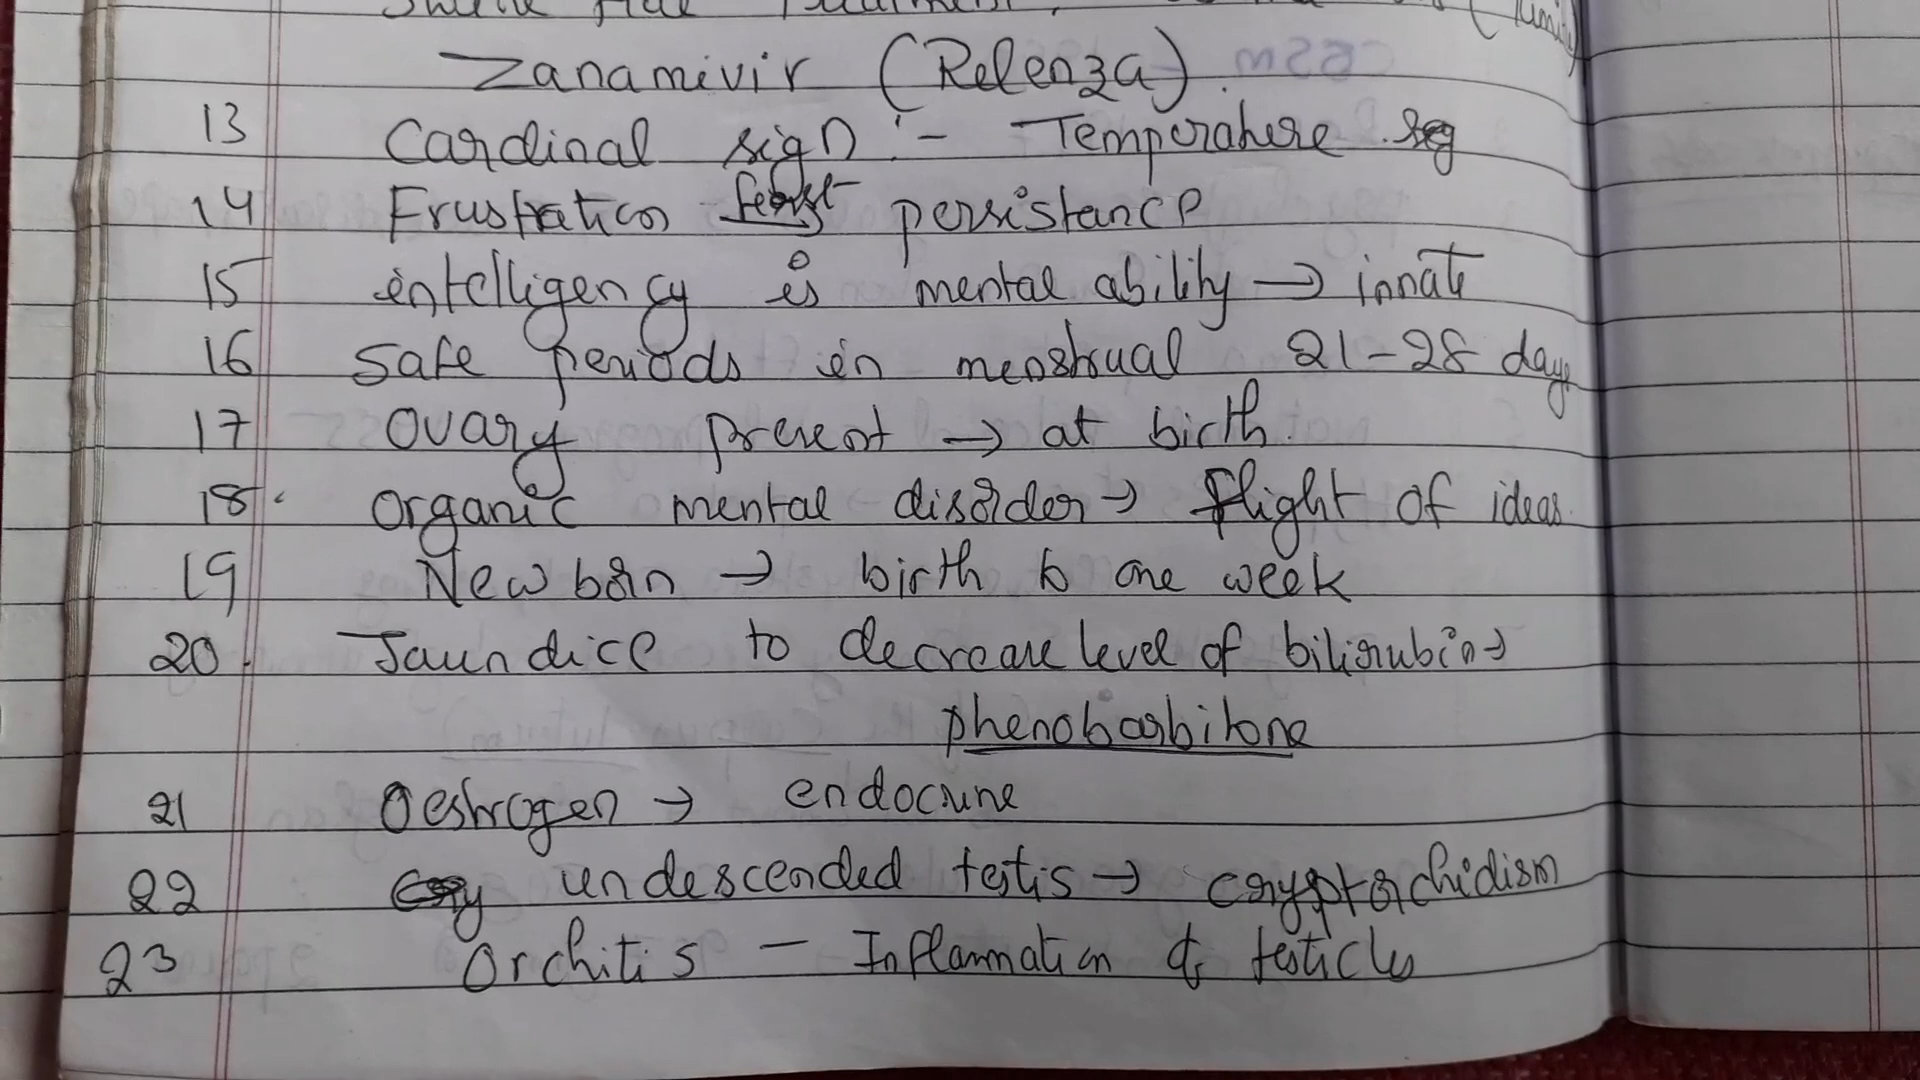 Zanamivir (Relenza).
13 Cardinal sign :- Temperature
14 Frustration persistance
15 intelligency is mental ability → innate
16 Safe periods in menstrual 21-28 days
17 Ovary present → at birth.
18. Organic mental disorder → flight of ideas.
19 New born → birth to one week
20. Jaundice to decrease level of bilirubin →
phenobarbitone
21 Oestrogen → endocrine
22 undescended testis → cryptorchidism
23 Orchitis - Inflammation of testicles